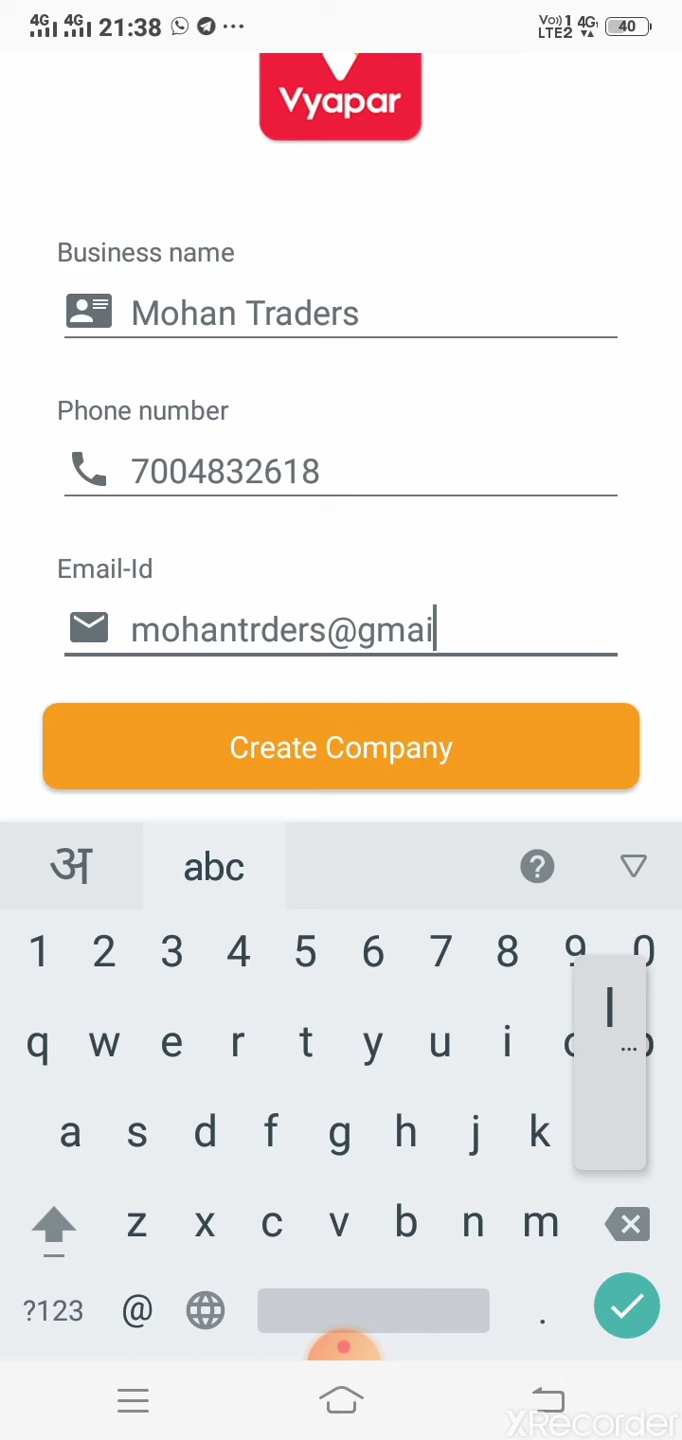 4G 4G 21:38 ... Vo)) 1 LTE2 4G 40
Vyapar
Business name
Mohan Traders
Phone number
7004832618
Email-Id
mohantrders@gmai
Create Company
अ abc ?
1 2 3 4 5 6 7 8 9 0
l
...
q w e r t y u i o p
a s d f g h j k
z x c v b n m
?123 @ .
XRecorder